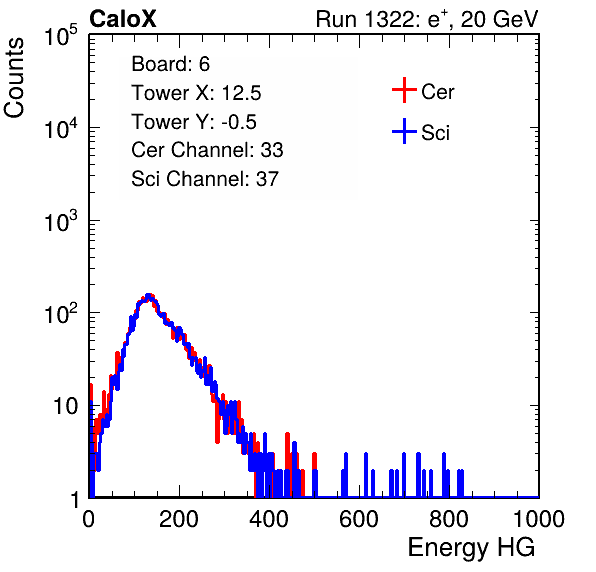 CaloX Run 1322: e⁺, 20 GeV
Counts
10⁵
10⁴
10³
10²
10
1
Board: 6
Tower X: 12.5
Tower Y: -0.5
Cer Channel: 33
Sci Channel: 37
Cer
Sci
0 200 400 600 800 1000
Energy HG